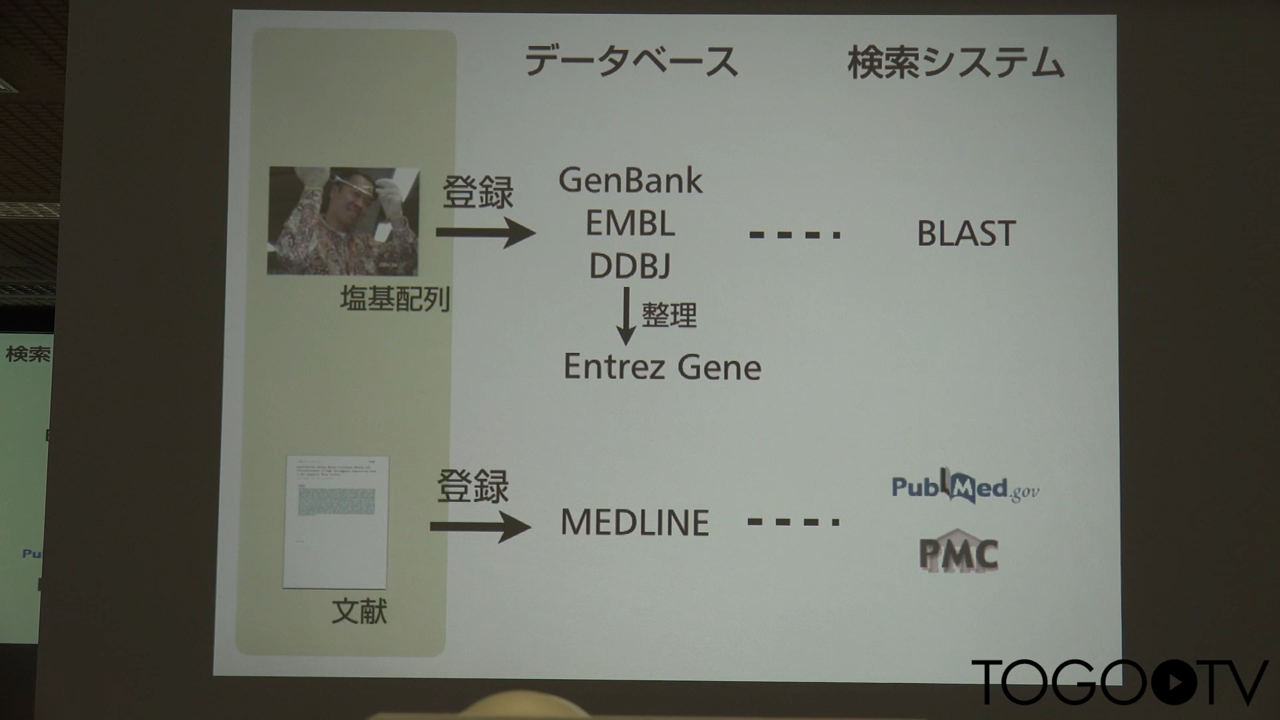 データベース
検索システム
登録
GenBank
EMBL
DDBJ
BLAST
塩基配列
整理
Entrez Gene
登録
MEDLINE
PubMed.gov
PMC
文献
検索
Pu
TOGOTV